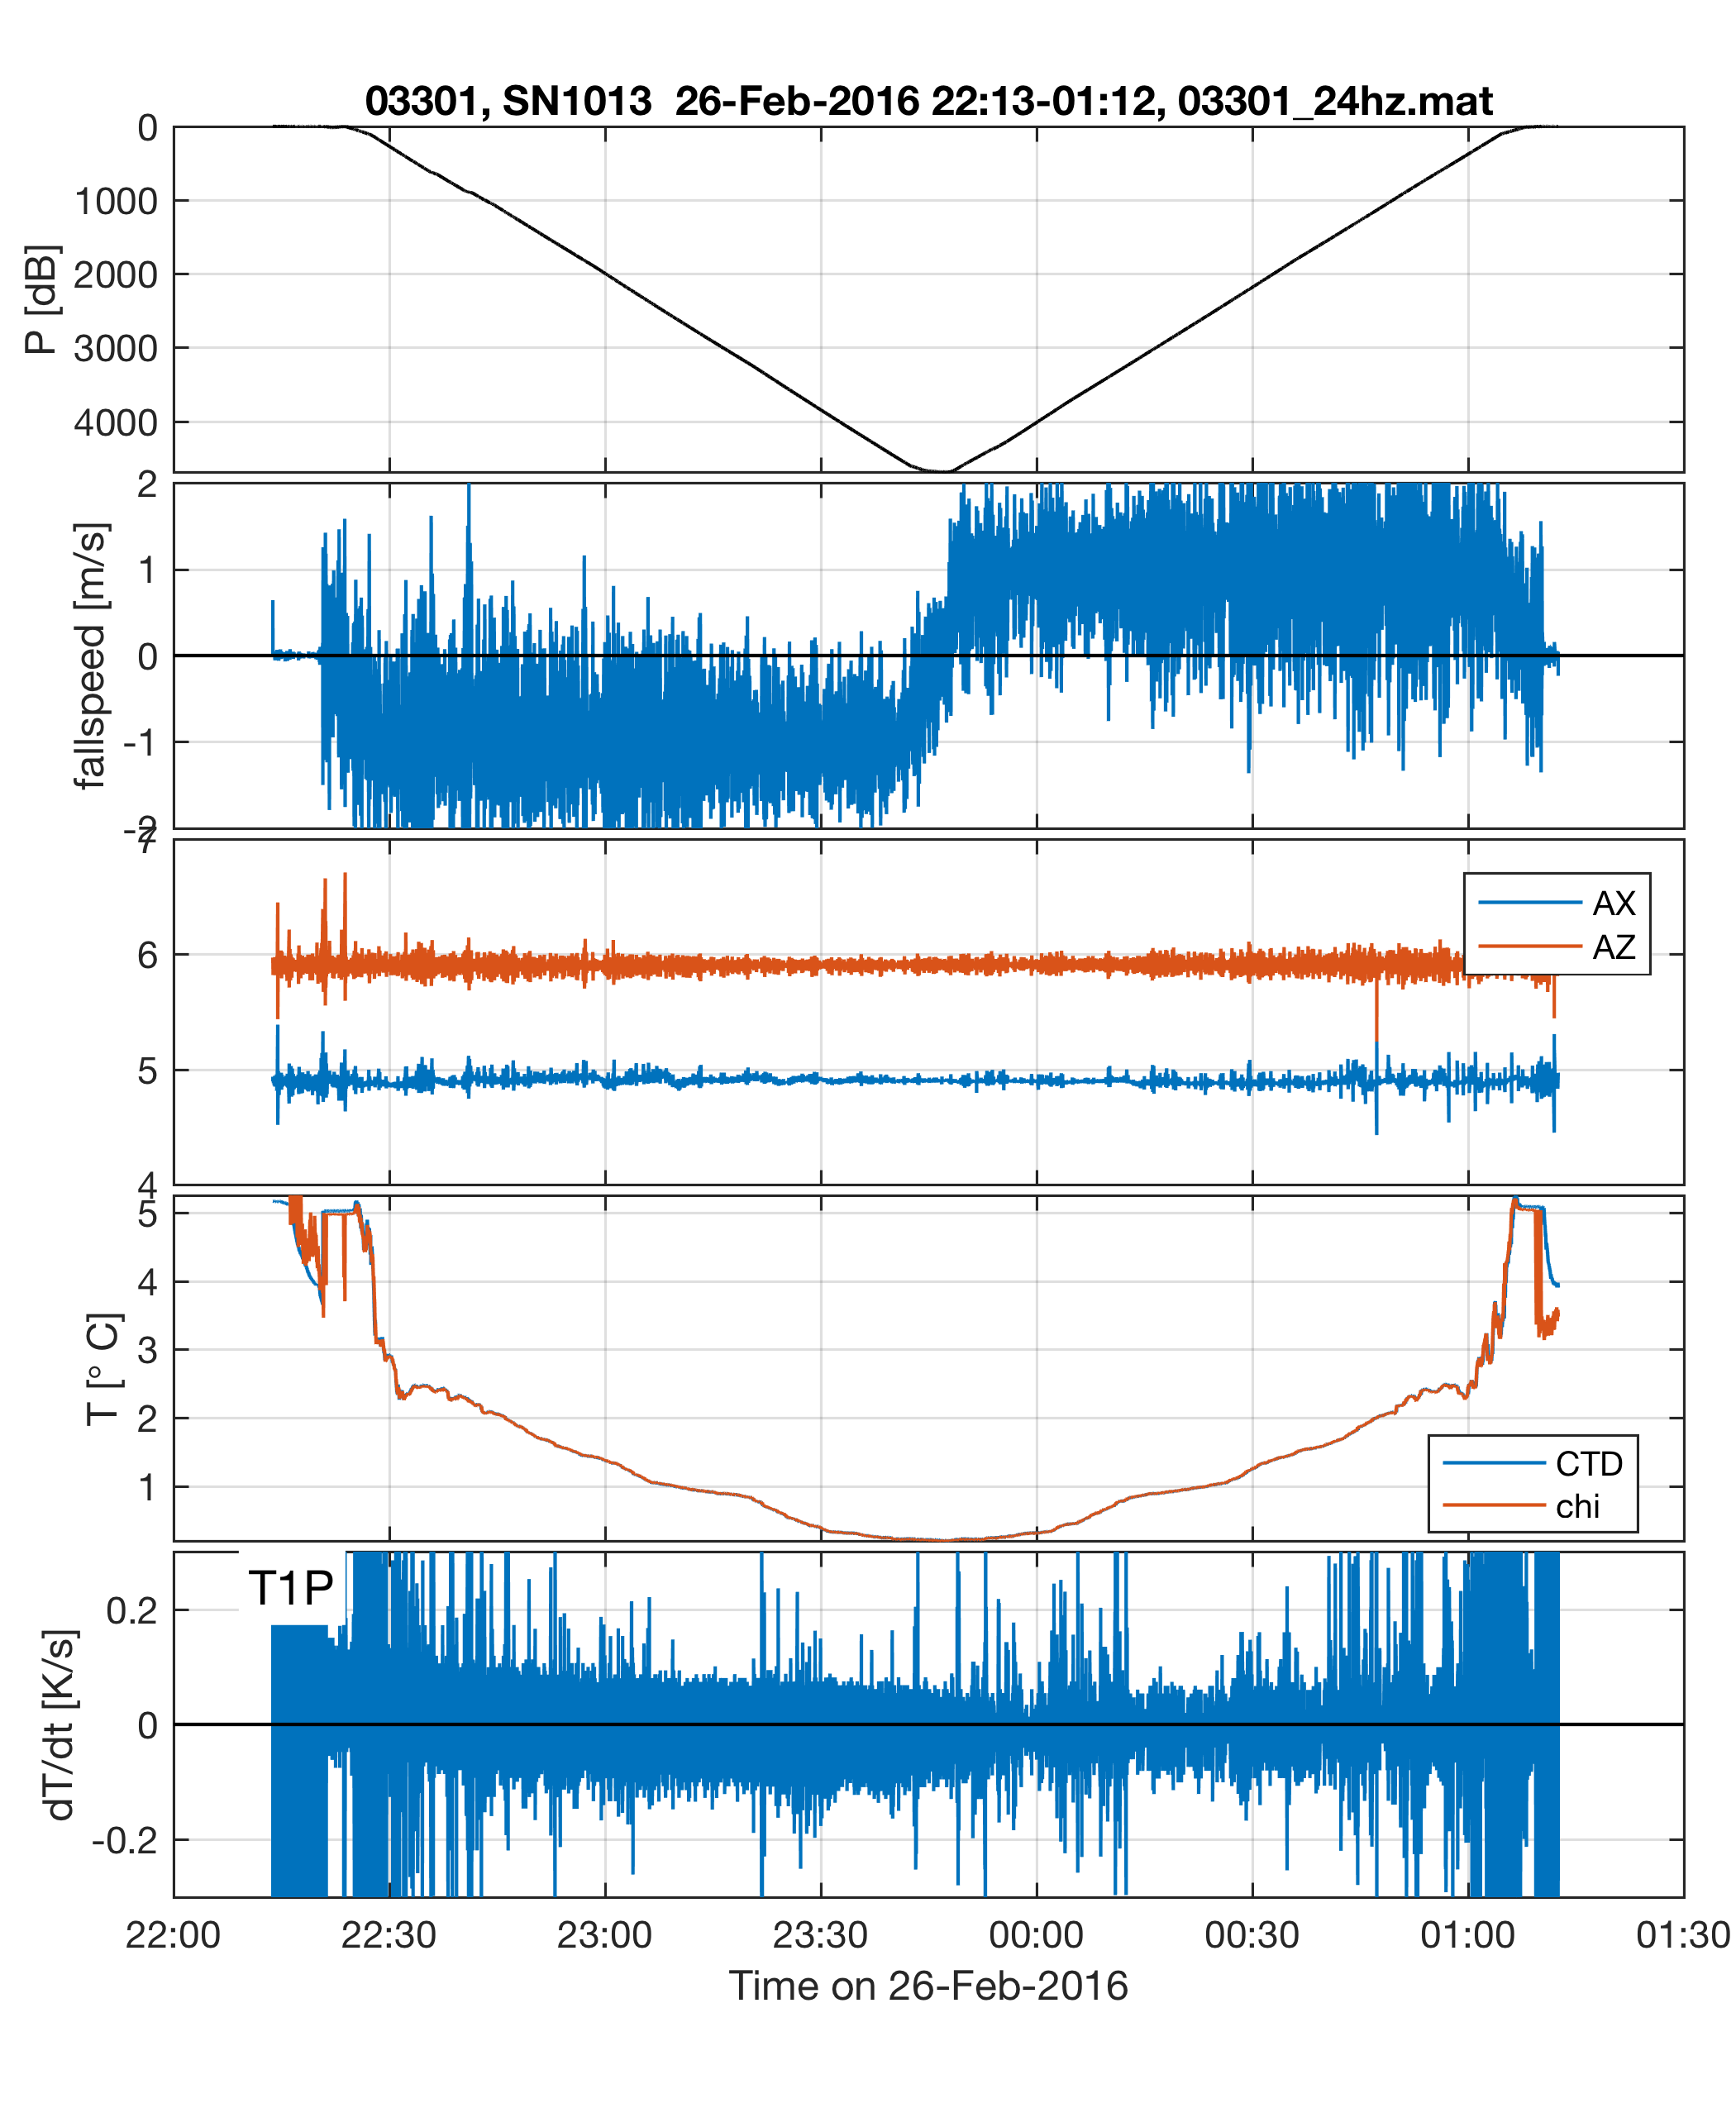 03301, SN1013  26-Feb-2016 22:13-01:12, 03301_24hz.mat
0
1000
2000
3000
4000
P [dB]
2
1
0
-1
-2
fallspeed [m/s]
7
6
5
4
AX
AZ
5
4
3
2
1
T [° C]
CTD
chi
T1P
0.2
0
-0.2
dT/dt [K/s]
22:00 22:30 23:00 23:30 00:00 00:30 01:00 01:30
Time on 26-Feb-2016